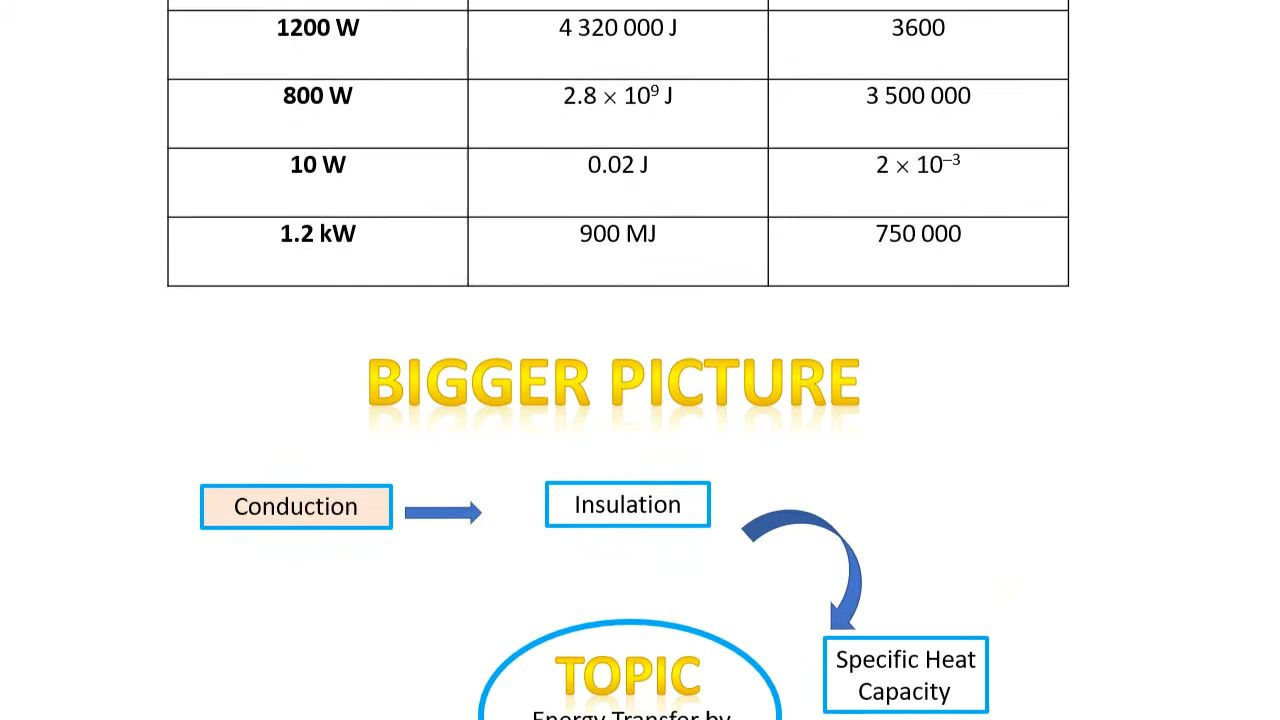 1200 W 4 320 000 J 3600
800 W 2.8 × 10⁹ J 3 500 000
10 W 0.02 J 2 × 10⁻³
1.2 kW 900 MJ 750 000
BIGGER PICTURE
Conduction
Insulation
Specific Heat
Capacity
TOPIC
Energy Transfer by